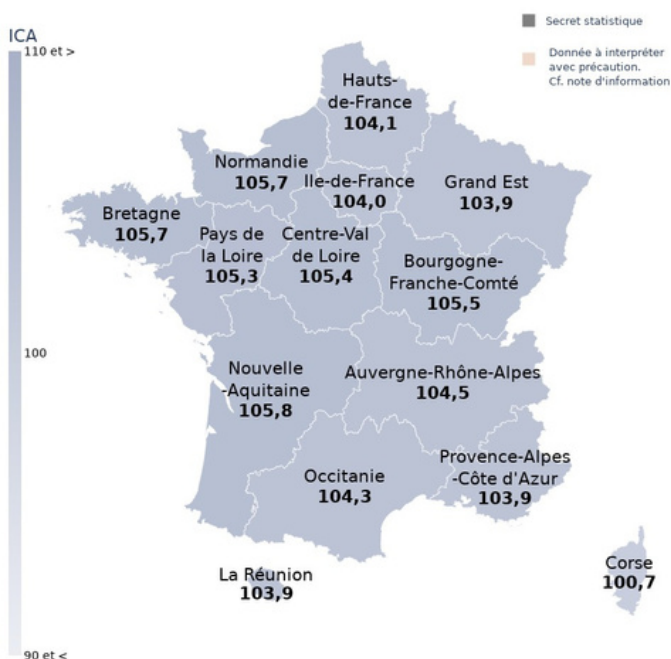 ICA
110 et >
100
90 et <
Secret statistique
Donnée à interpréter
avec précaution.
Cf. note d'information
Hauts-
de-France
104,1
Normandie
105,7
Ile-de-France
104,0
Grand Est
103,9
Bretagne
105,7
Pays de
la Loire
105,3
Centre-Val
de Loire
105,4
Bourgogne-
Franche-Comté
105,5
Nouvelle
-Aquitaine
105,8
Auvergne-Rhône-Alpes
104,5
Occitanie
104,3
Provence-Alpes
-Côte d'Azur
103,9
La Réunion
103,9
Corse
100,7